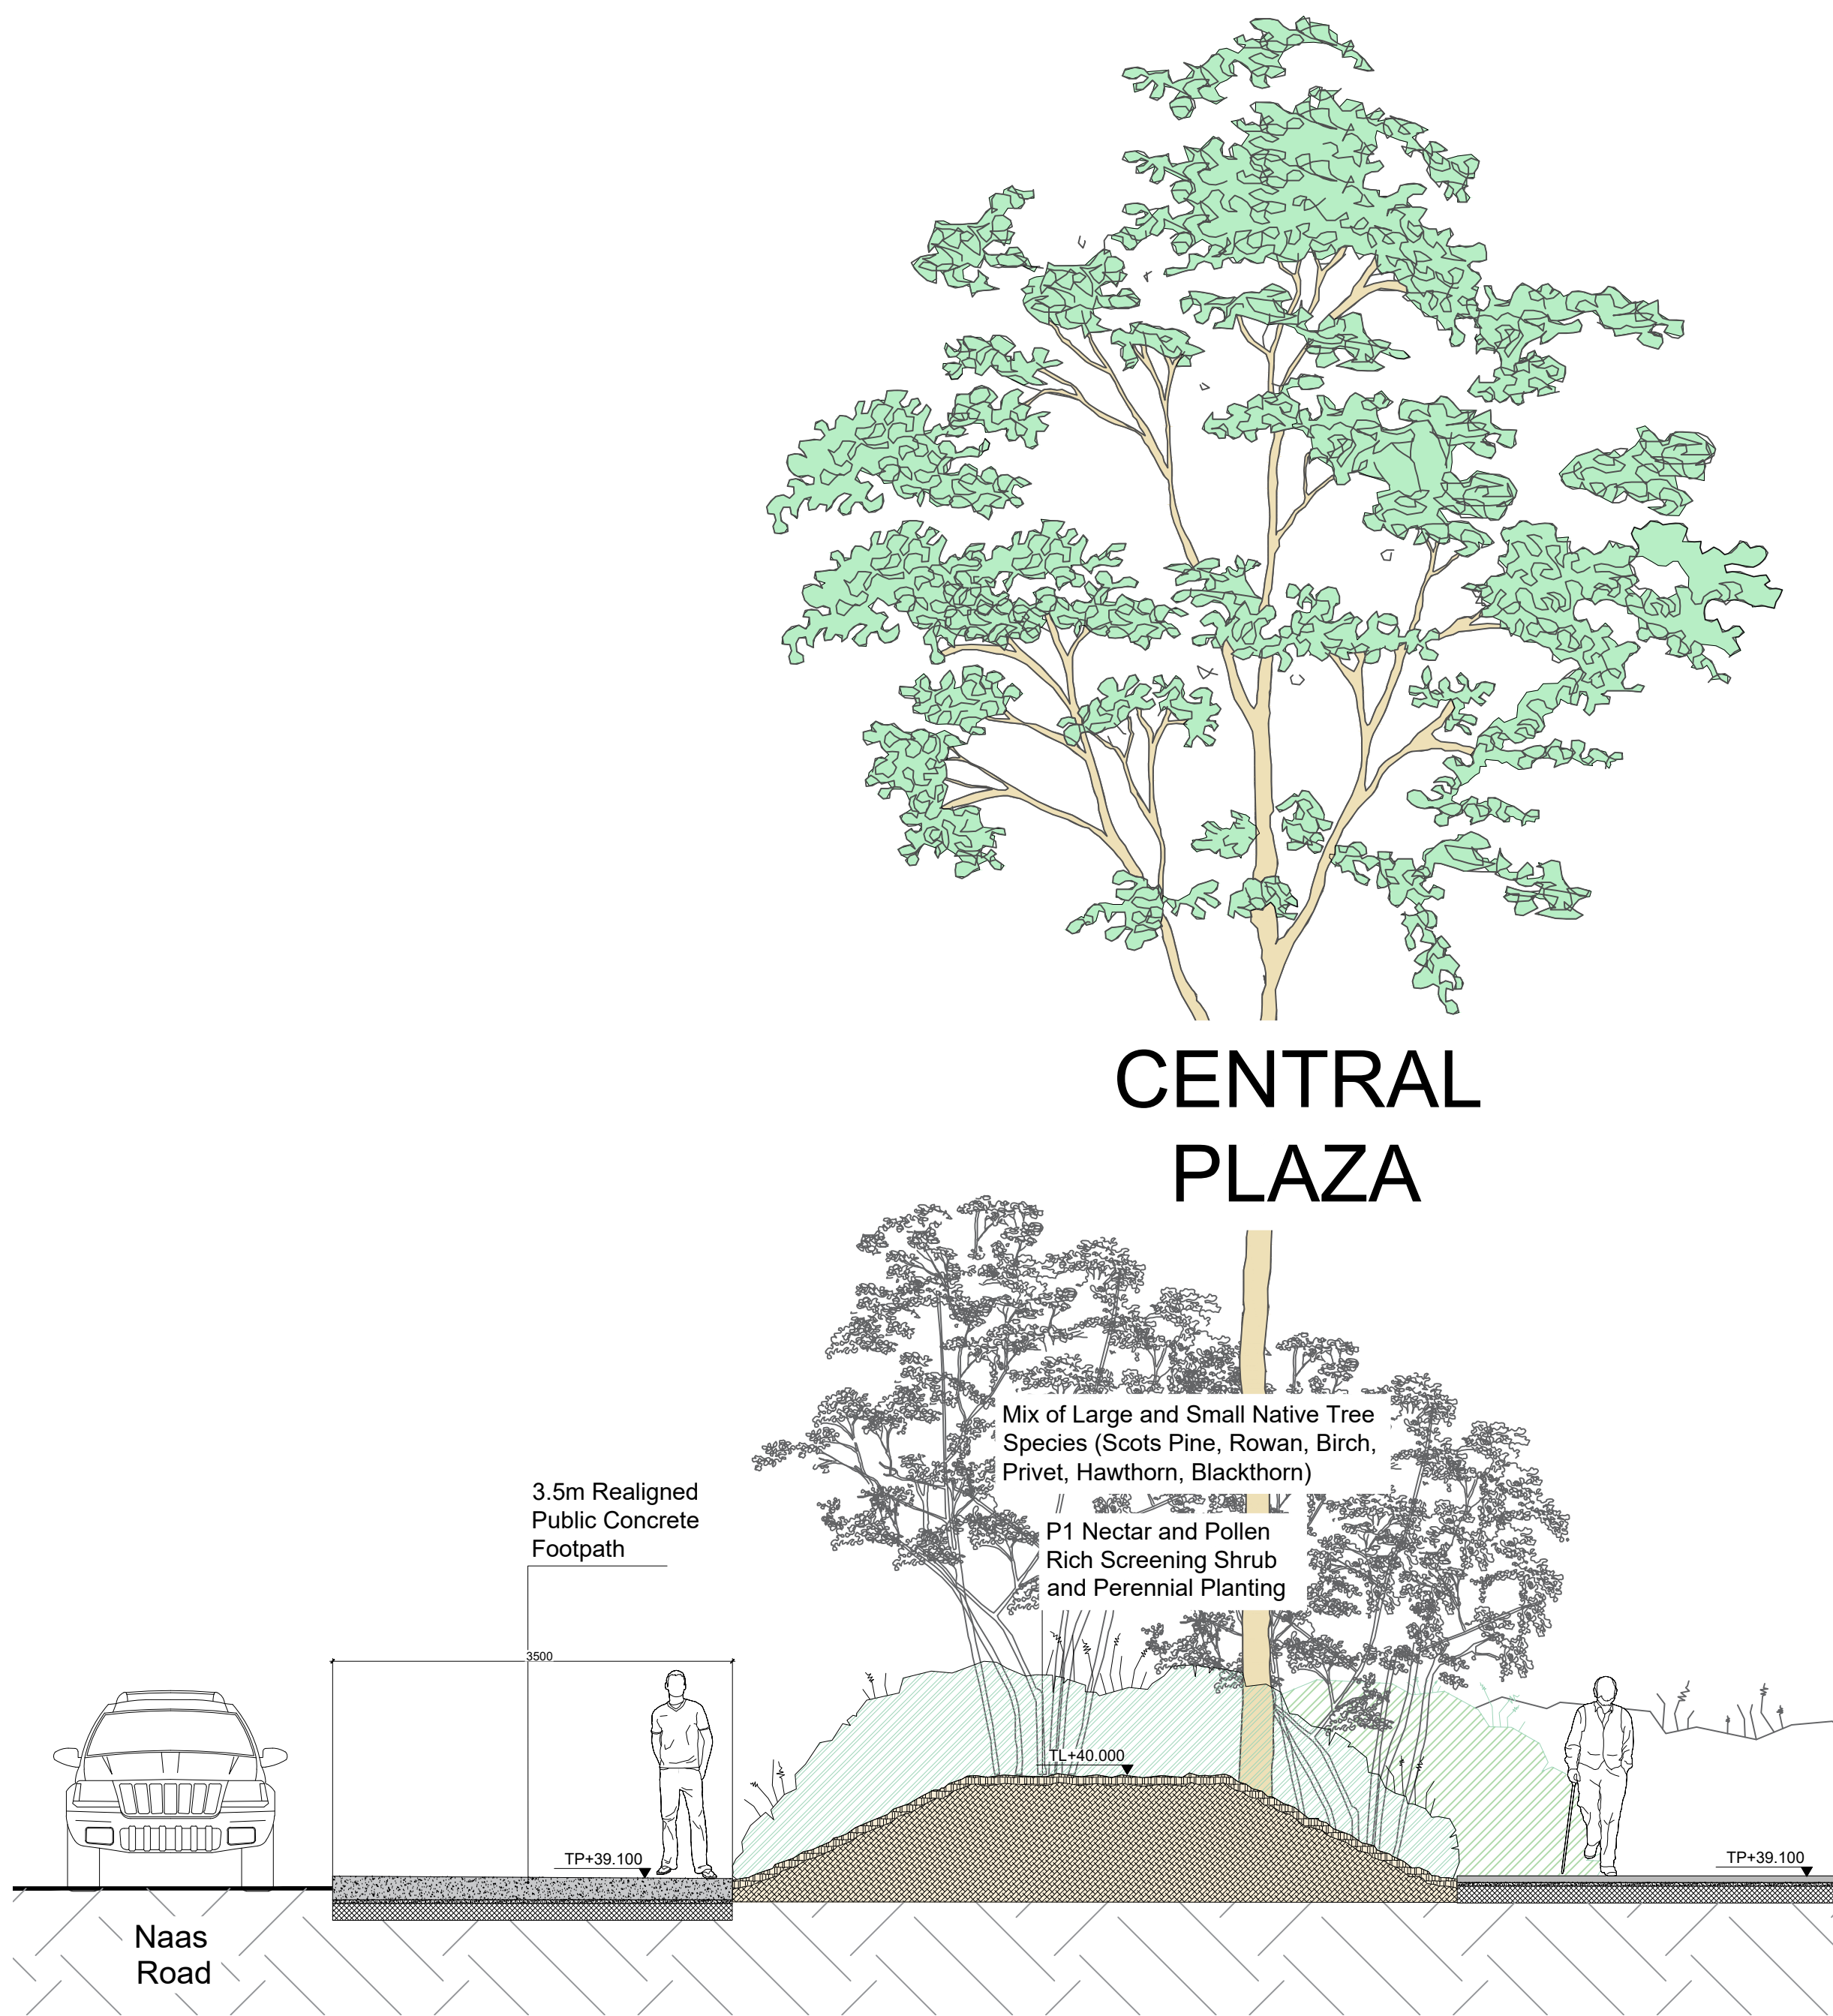 CENTRAL
PLAZA
Mix of Large and Small Native Tree
Species (Scots Pine, Rowan, Birch,
Privet, Hawthorn, Blackthorn)
3.5m Realigned
Public Concrete
Footpath
P1 Nectar and Pollen
Rich Screening Shrub
and Perennial Planting
3500
TL+40.000
TP+39.100
TP+39.100
Naas
Road